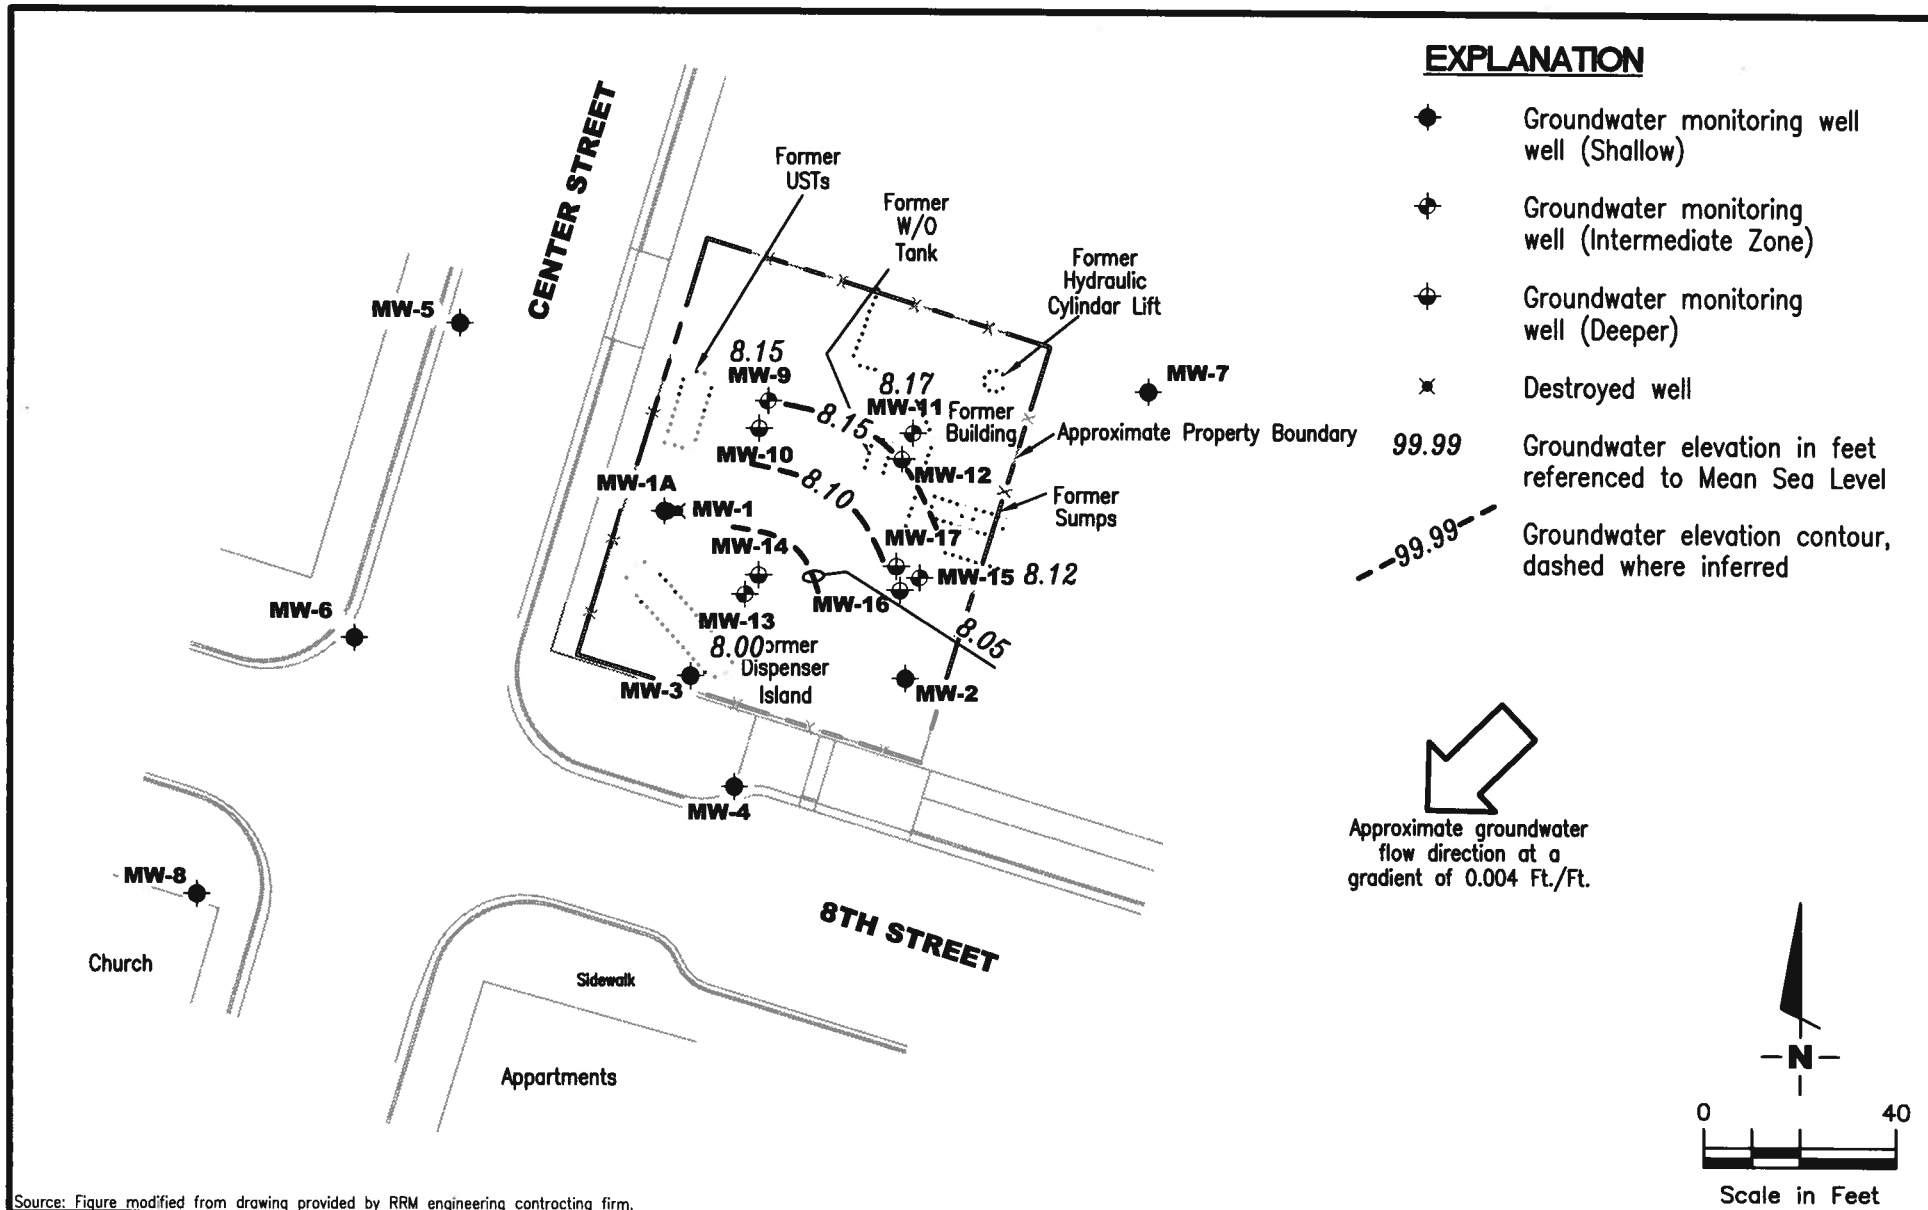 EXPLANATION
Groundwater monitoring well
well (Shallow)
Groundwater monitoring
well (Intermediate Zone)
Groundwater monitoring
well (Deeper)
Destroyed well
99.99
Groundwater elevation in feet
referenced to Mean Sea Level
99.99
Groundwater elevation contour,
dashed where inferred
CENTER STREET
Former
USTs
Former
W/O
Tank
Former
Hydraulic
Cylindar Lift
MW-5
MW-7
8.15
MW-9
8.17
MW-11
8.15
Former
Building
Approximate Property Boundary
MW-10
MW-12
MW-1A
MW-1
8.10
Former
Sumps
MW-14
MW-17
MW-15 8.12
MW-6
MW-16
MW-13
8.00
ormer
Dispenser
Island
8.05
MW-3
MW-2
MW-4
MW-8
8TH STREET
Church
Sidewalk
Appartments
Approximate groundwater
flow direction at a
gradient of 0.004 Ft./Ft.
N
0 40
Scale in Feet
Source: Figure modified from drawing provided by RRM engineering controcting firm.